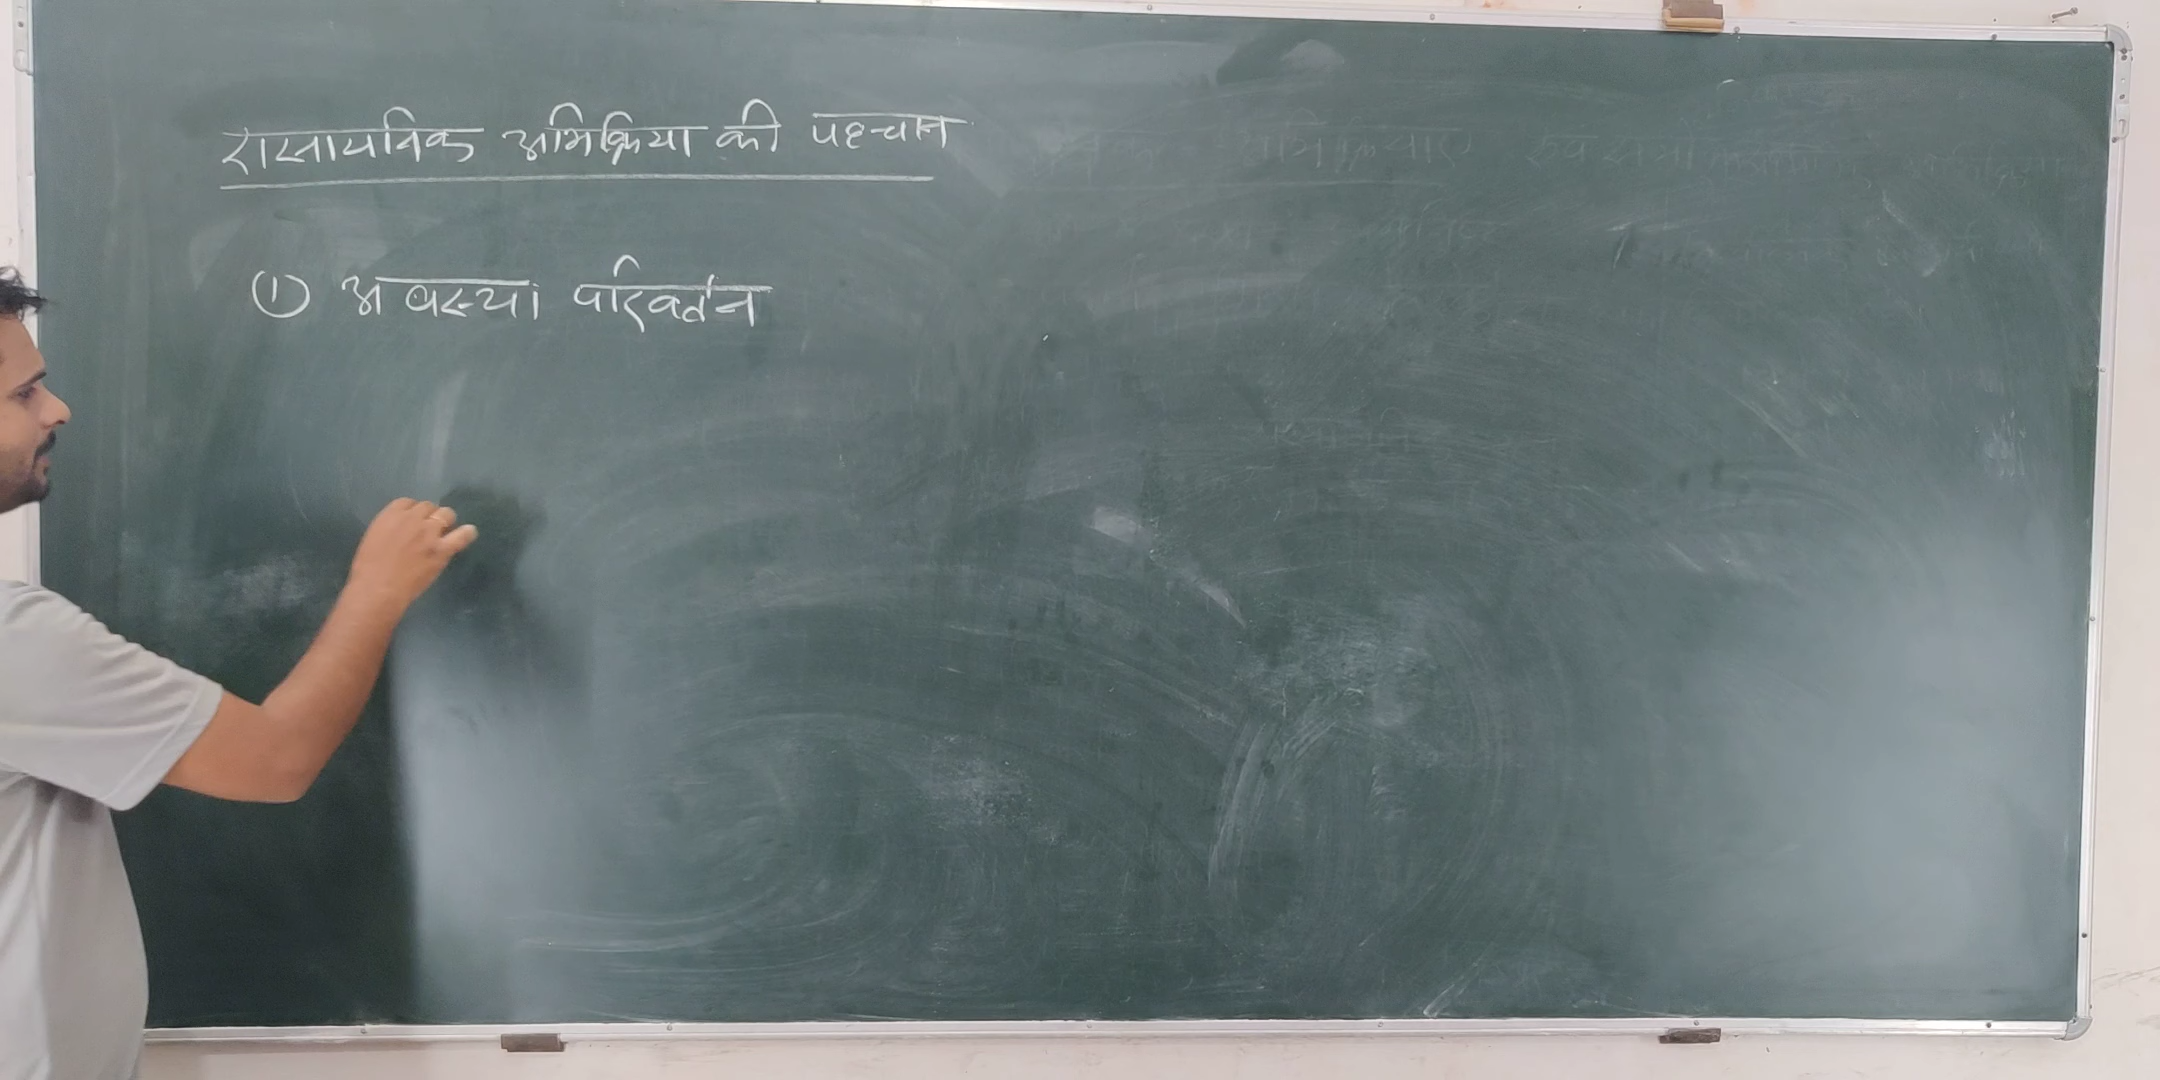 रासायनिक अभिक्रिया की पहचान
① अवस्था परिवर्तन